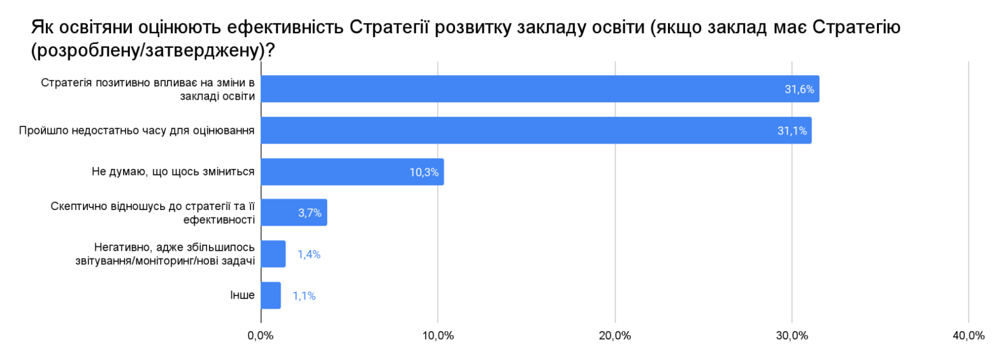 Як освітяни оцінюють ефективність Стратегії розвитку закладу освіти (якщо заклад має Стратегію
(розроблену/затверджену)?
Стратегія позитивно впливає на зміни в
закладі освіти
31,6%
Пройшло недостатньо часу для оцінювання
31,1%
Не думаю, що щось зміниться
10,3%
Скептично відношусь до стратегії та її
ефективності
3,7%
Негативно, адже збільшилось
звітування/моніторинг/нові задачі
1,4%
Інше
1,1%
0,0%
10,0%
20,0%
30,0%
40,0%